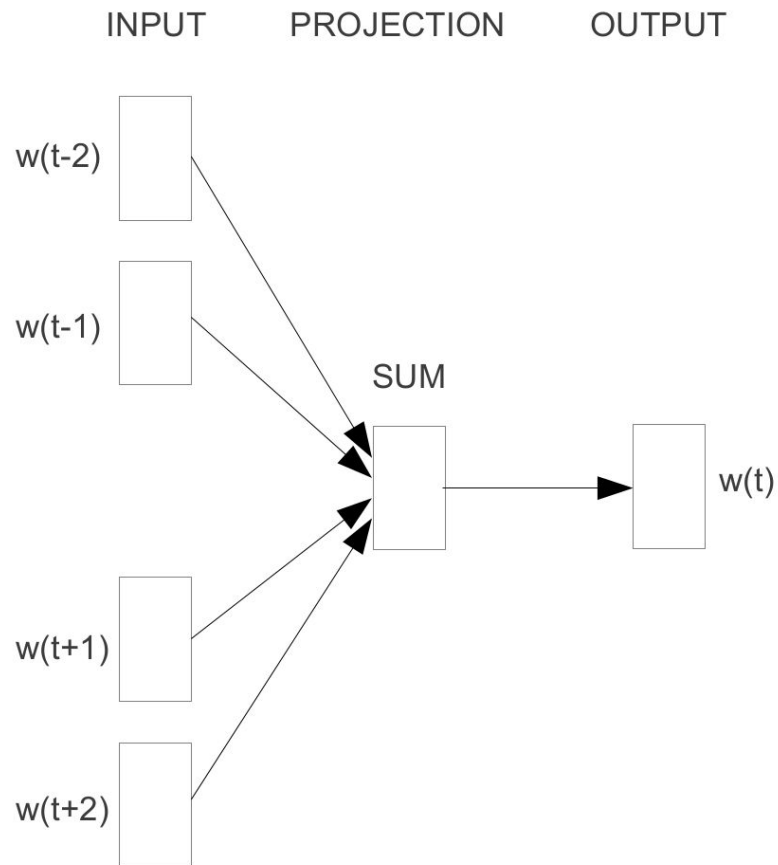 INPUT PROJECTION OUTPUT
w(t-2)
w(t-1)
SUM
w(t)
w(t+1)
w(t+2)